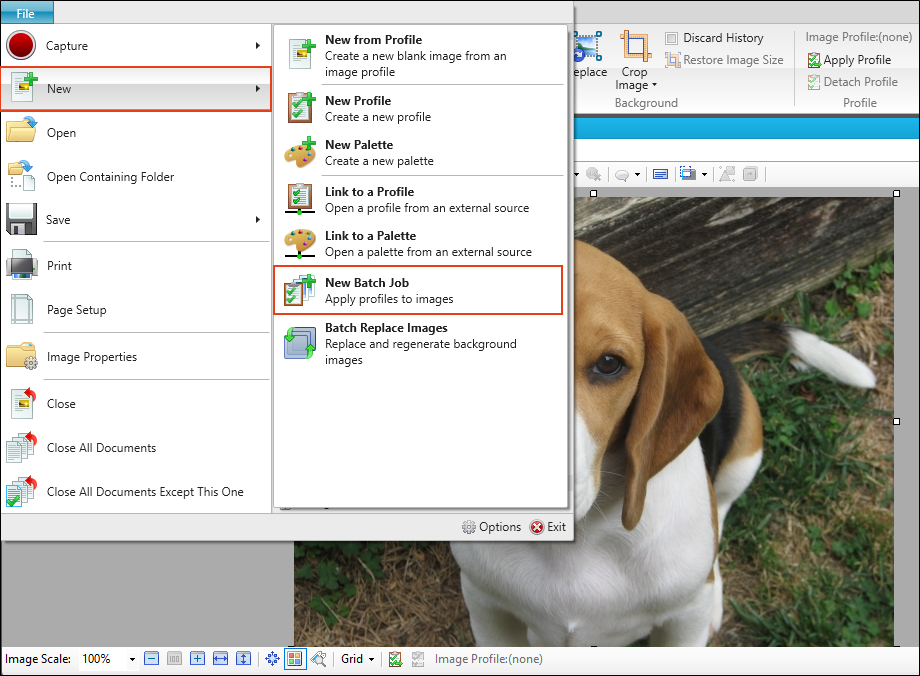 File
Capture
New
Open
Open Containing Folder
Save
Print
Page Setup
Image Properties
Close
Close All Documents
Close All Documents Except This One
New from Profile
Create a new blank image from an
image profile
New Profile
Create a new profile
New Palette
Create a new palette
Link to a Profile
Open a profile from an external source
Link to a Palette
Open a palette from an external source
New Batch Job
Apply profiles to images
Batch Replace Images
Replace and regenerate background
images
Options
Exit
eplace
Crop
Image
Discard History
Restore Image Size
Background
Image Profile:(none)
Apply Profile
Detach Profile
Profile
Image Scale: 100%
Grid
Image Profile:(none)